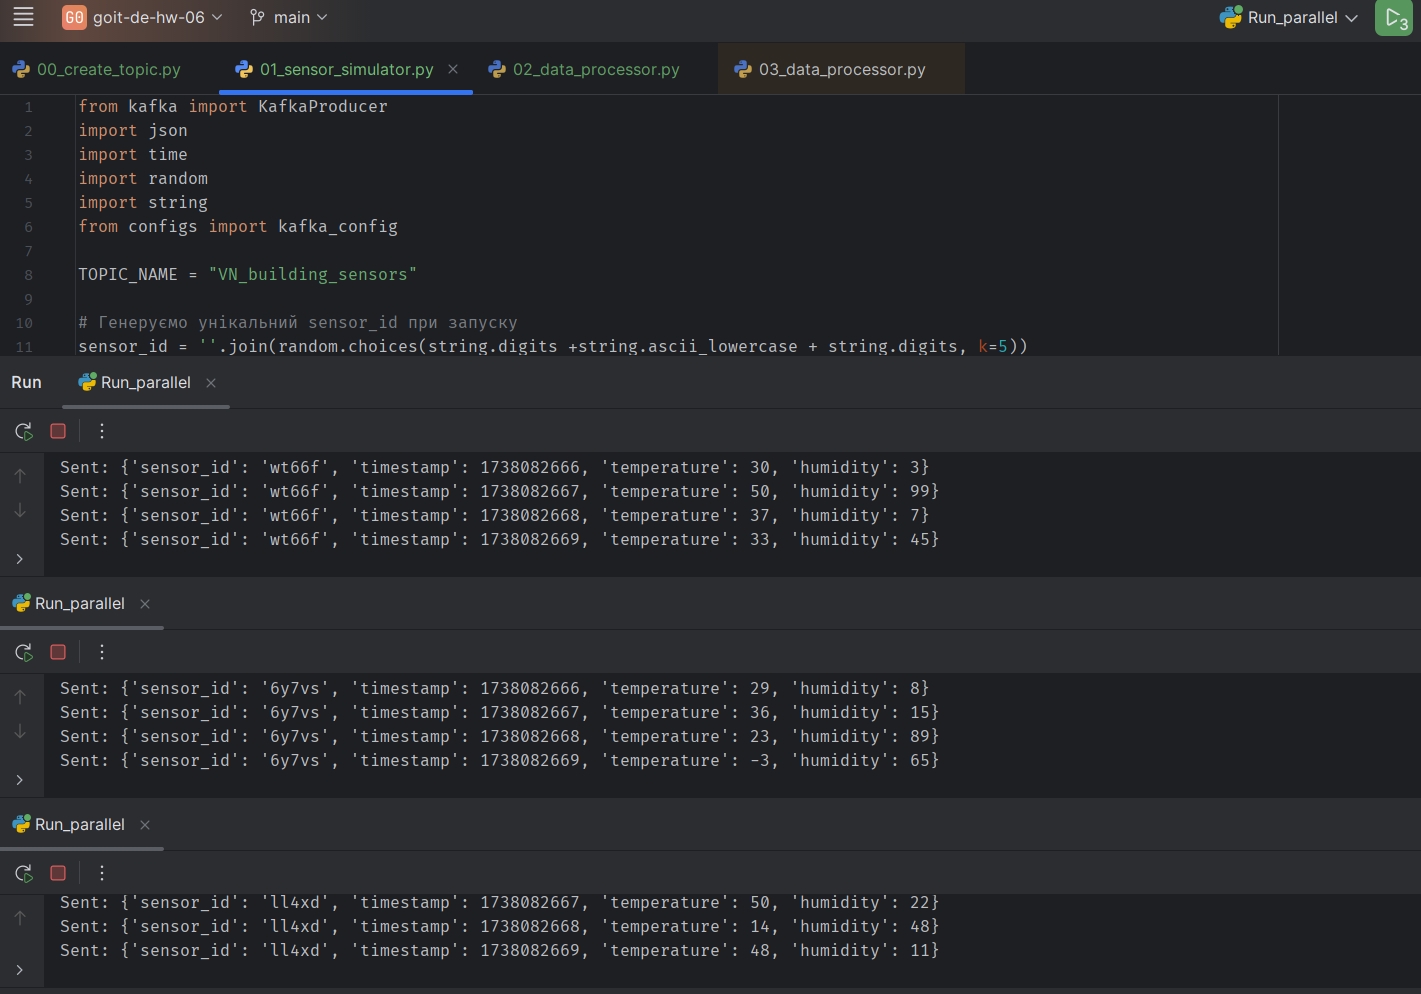 GO goit-de-hw-06 main Run_parallel 3
00_create_topic.py 01_sensor_simulator.py 02_data_processor.py 03_data_processor.py
1 from kafka import KafkaProducer
2 import json
3 import time
4 import random
5 import string
6 from configs import kafka_config
7
8 TOPIC_NAME = "VN_building_sensors"
9
10 # Генеруємо унікальний sensor_id при запуску
11 sensor_id = ''.join(random.choices(string.digits +string.ascii_lowercase + string.digits, k=5))
Run Run_parallel
Sent: {'sensor_id': 'wt66f', 'timestamp': 1738082666, 'temperature': 30, 'humidity': 3}
Sent: {'sensor_id': 'wt66f', 'timestamp': 1738082667, 'temperature': 50, 'humidity': 99}
Sent: {'sensor_id': 'wt66f', 'timestamp': 1738082668, 'temperature': 37, 'humidity': 7}
Sent: {'sensor_id': 'wt66f', 'timestamp': 1738082669, 'temperature': 33, 'humidity': 45}
Run_parallel
Sent: {'sensor_id': '6y7vs', 'timestamp': 1738082666, 'temperature': 29, 'humidity': 8}
Sent: {'sensor_id': '6y7vs', 'timestamp': 1738082667, 'temperature': 36, 'humidity': 15}
Sent: {'sensor_id': '6y7vs', 'timestamp': 1738082668, 'temperature': 23, 'humidity': 89}
Sent: {'sensor_id': '6y7vs', 'timestamp': 1738082669, 'temperature': -3, 'humidity': 65}
Run_parallel
Sent: {'sensor_id': 'll4xd', 'timestamp': 1738082667, 'temperature': 50, 'humidity': 22}
Sent: {'sensor_id': 'll4xd', 'timestamp': 1738082668, 'temperature': 14, 'humidity': 48}
Sent: {'sensor_id': 'll4xd', 'timestamp': 1738082669, 'temperature': 48, 'humidity': 11}